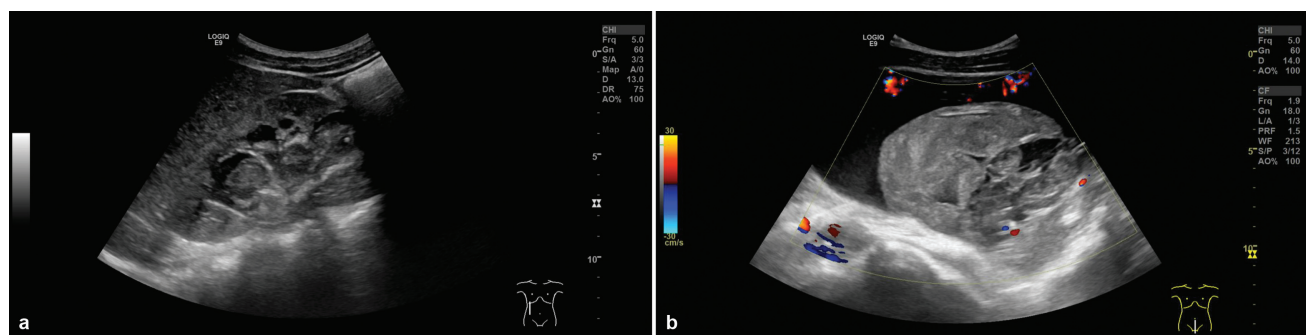 LOGIQ
E9
CHI
Frq 5.0
Gn 60
S/A 3/3
Map A/0
D 13.0
DR 75
AO% 100
0
5
10
a
LOGIQ
E9
CHI
Frq 5.0
Gn 60
D 14.0
AO% 100
CF
Frq 1.9
Gn 18.0
L/A 1/3
PRF 1.5
WF 213
S/P 3/12
AO% 100
0
5
10
30
-30
cm/s
b